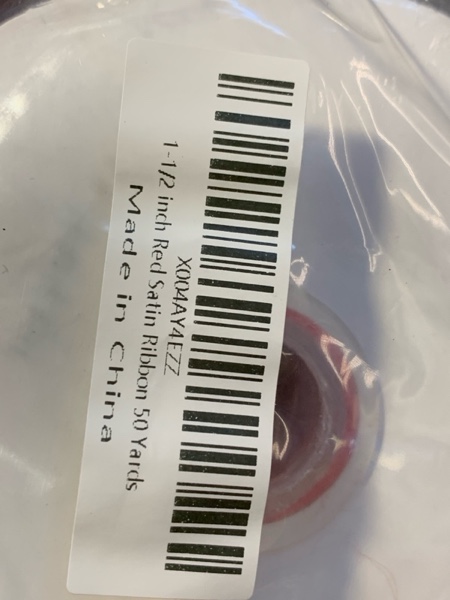 X004AY4EZZ
1-1/2 inch Red Satin Ribbon 50 Yards
Made in China